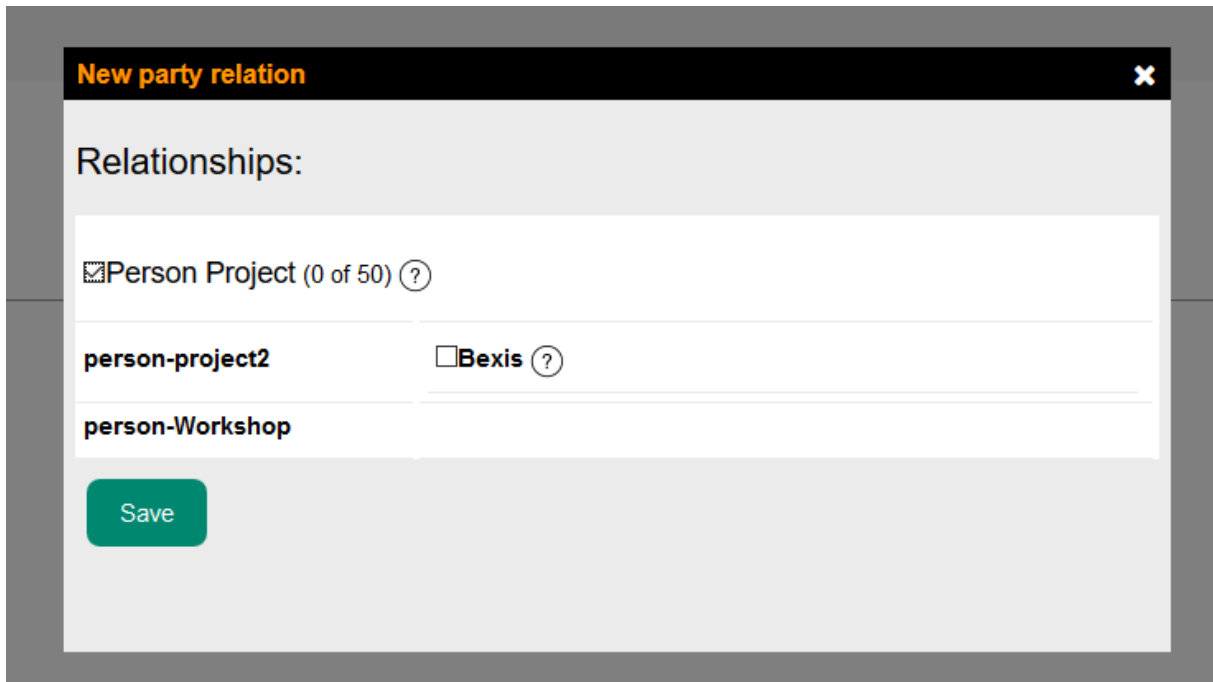 New party relation
Relationships:
Person Project (0 of 50) ?
person-project2 Bexis ?
person-Workshop
Save